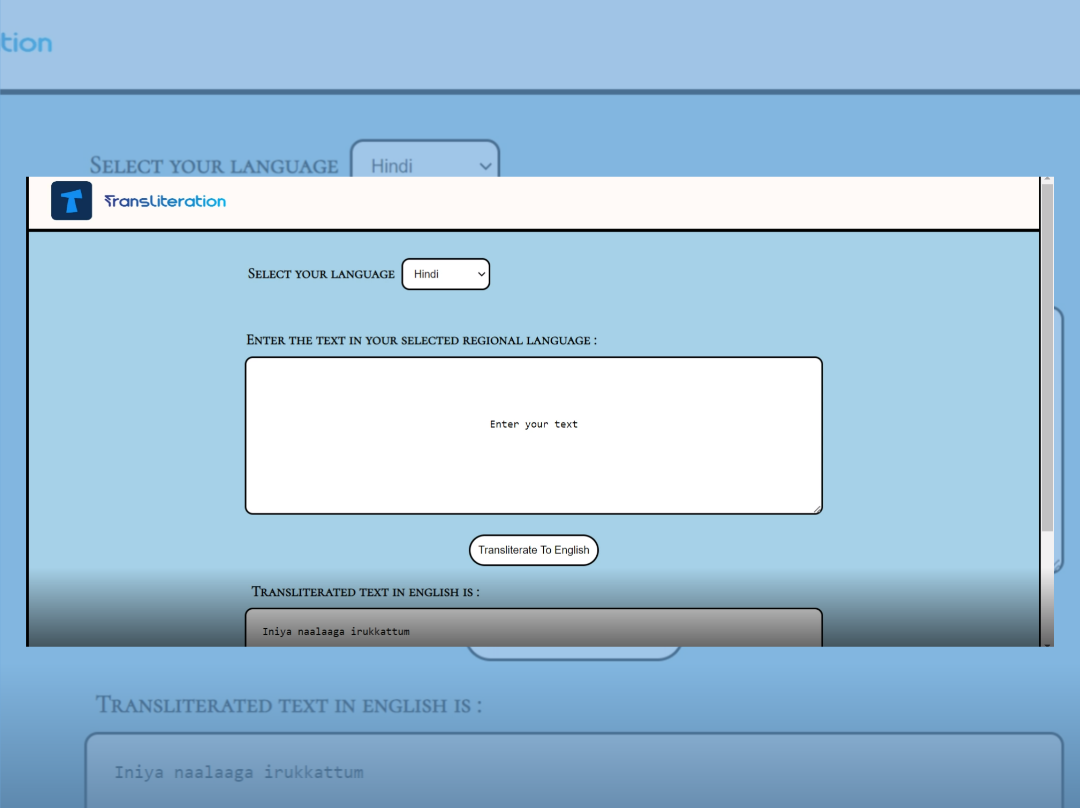 tion
SELECT YOUR LANGUAGE Hindi
TransLiteration
SELECT YOUR LANGUAGE Hindi
ENTER THE TEXT IN YOUR SELECTED REGIONAL LANGUAGE :
Enter your text
Transliterate To English
TRANSLITERATED TEXT IN ENGLISH IS :
Iniya naalaaga irukkattum
TRANSLITERATED TEXT IN ENGLISH IS :
Iniya naalaaga irukkattum